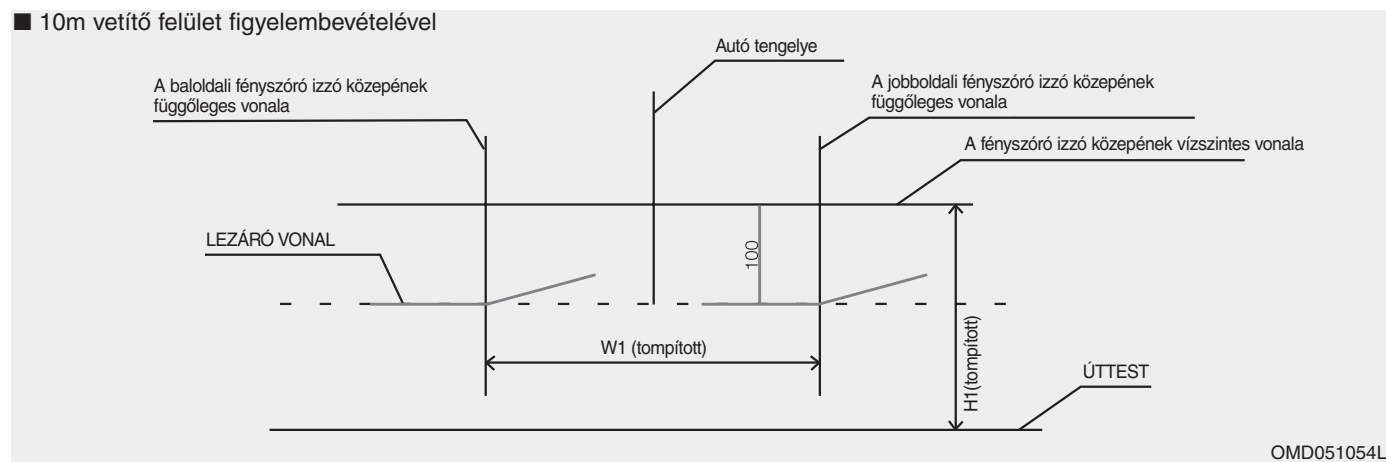 ■ 10m vetítő felület figyelembevételével
Autó tengelye
A baloldali fényszóró izzó közepének
függőleges vonala
A jobboldali fényszóró izzó közepének
függőleges vonala
A fényszóró izzó közepének vízszintes vonala
LEZÁRÓ VONAL
100
W1 (tompított)
H1(tompított)
ÚTTEST
OMD051054L